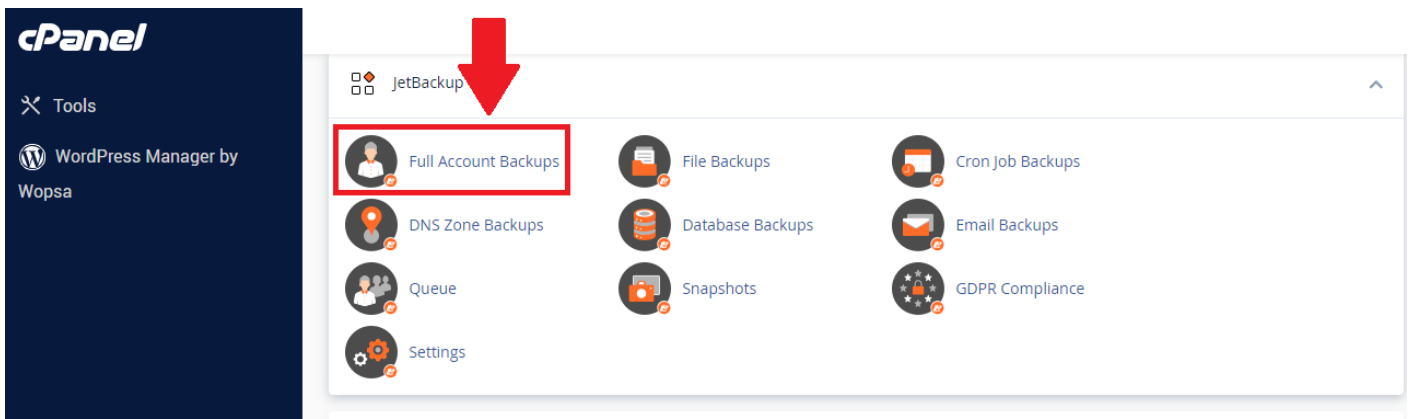 cPanel
Tools
WordPress Manager by
Wopsa
JetBackup
Full Account Backups
File Backups
Cron Job Backups
DNS Zone Backups
Database Backups
Email Backups
Queue
Snapshots
GDPR Compliance
Settings